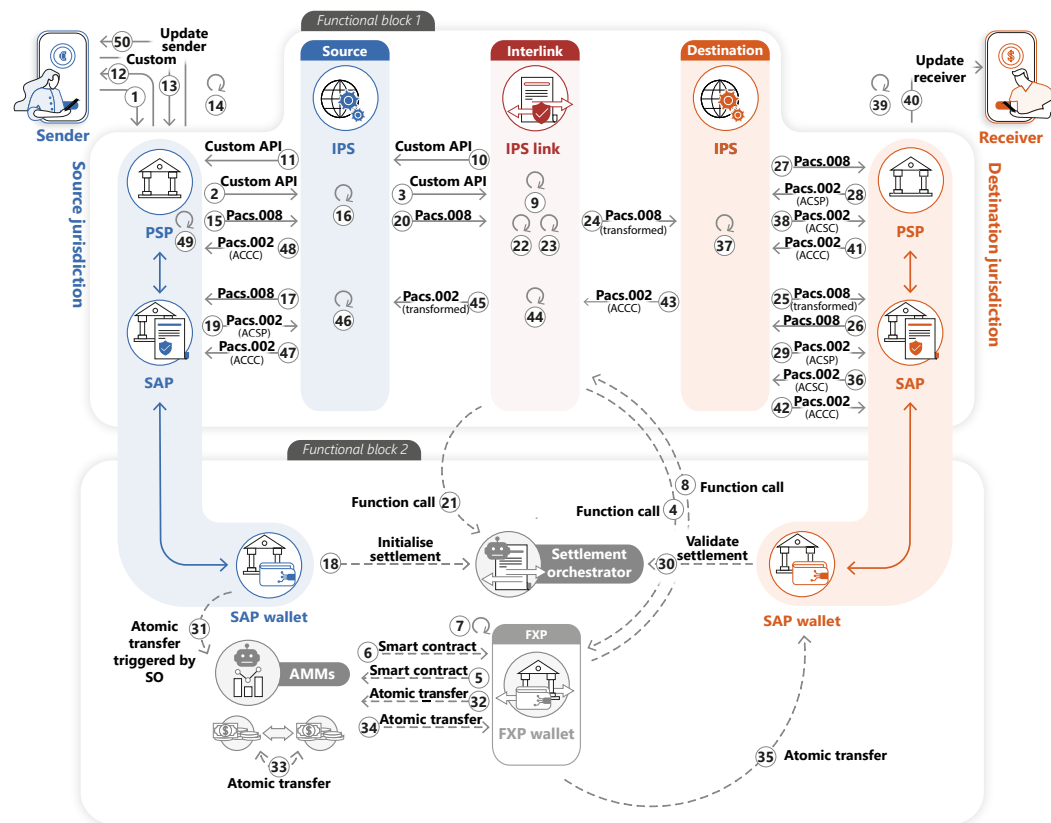 Functional block 1
50
Update
sender
12
Custom
1
13
14
Sender
Source
IPS
Interlink
IPS link
Destination
IPS
Update
receiver
39
40
Receiver
Source jurisdiction
Destination jurisdiction
PSP
SAP
PSP
SAP
Custom API
11
2
Custom API
15
Pacs.008
49
Pacs.002
48
(ACCC)
Pacs.008
17
19
Pacs.002
(ACSP)
Pacs.002
47
(ACCC)
16
46
Custom API
10
3
Custom API
20
Pacs.008
Pacs.002
45
(transformed)
9
22
23
44
24
Pacs.008
(transformed)
Pacs.002
43
(ACCC)
37
27
Pacs.008
Pacs.002
28
(ACSP)
38
Pacs.002
(ACSC)
Pacs.002
41
(ACCC)
25
Pacs.008
(transformed)
Pacs.008
26
29
Pacs.002
(ACSP)
Pacs.002
36
(ACSC)
42
Pacs.002
(ACCC)
Functional block 2
Function call
21
8
Function call
Function call
4
Initialise
settlement
18
Settlement
orchestrator
Validate
settlement
30
SAP wallet
SAP wallet
Atomic
transfer
triggered by
SO
31
AMMs
7
6
Smart contract
Smart contract
5
Atomic transfer
32
34
Atomic transfer
FXP
FXP wallet
33
Atomic transfer
35
Atomic transfer